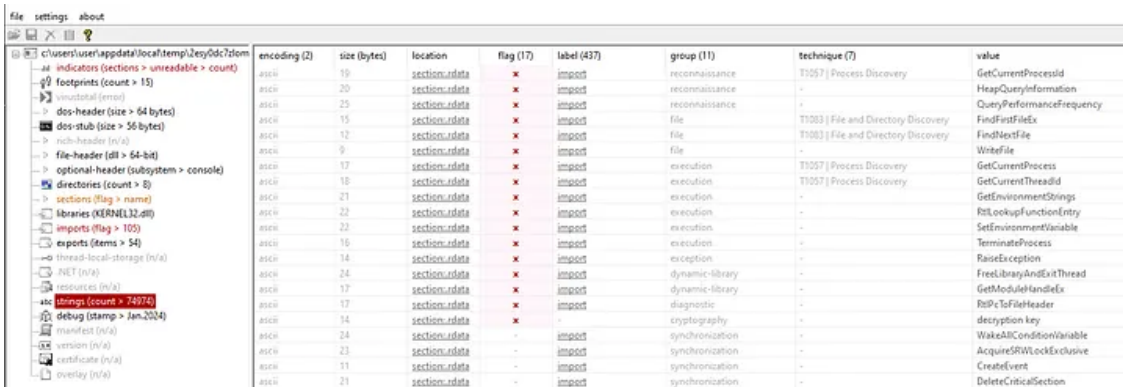 file settings about
c:\users\user\appdata\local\temp\2esy0dc7zlom
indicators (sections > unreadable > count)
footprints (count > 15)
virustotal (error)
dos-header (size > 64 bytes)
dos-stub (size > 56 bytes)
rich-header (n/a)
file-header (dll > 64-bit)
optional-header (subsystem > console)
directories (count > 8)
sections (flag > name)
libraries (KERNEL32.dll)
imports (flag > 105)
exports (items > 54)
thread-local-storage (n/a)
.NET (n/a)
resources (n/a)
abc strings (count > 74974)
debug (stamp > Jan.2024)
manifest (n/a)
version (n/a)
certificate (n/a)
overlay (n/a)
encoding (2) size (bytes) location flag (17) label (437) group (11) technique (7) value
ascii 19 section:.rdata x import reconnaissance T1057 | Process Discovery GetCurrentProcessId
ascii 20 section:.rdata x import reconnaissance - HeapQueryInformation
ascii 25 section:.rdata x import reconnaissance - QueryPerformanceFrequency
ascii 15 section:.rdata x import file T1083 | File and Directory Discovery FindFirstFileEx
ascii 12 section:.rdata x import file T1083 | File and Directory Discovery FindNextFile
ascii 9 section:.rdata x import file - WriteFile
ascii 17 section:.rdata x import execution T1057 | Process Discovery GetCurrentProcess
ascii 18 section:.rdata x import execution T1057 | Process Discovery GetCurrentThreadId
ascii 21 section:.rdata x import execution - GetEnvironmentStrings
ascii 22 section:.rdata x import execution - RtlLookupFunctionEntry
ascii 22 section:.rdata x import execution - SetEnvironmentVariable
ascii 16 section:.rdata x import execution - TerminateProcess
ascii 14 section:.rdata x import exception - RaiseException
ascii 24 section:.rdata x import dynamic-library - FreeLibraryAndExitThread
ascii 17 section:.rdata x import dynamic-library - GetModuleHandleEx
ascii 17 section:.rdata x import diagnostic - RtlPcToFileHeader
ascii 14 section:.rdata x - cryptography - decryption key
ascii 24 section:.rdata - import synchronization - WakeAllConditionVariable
ascii 23 section:.rdata - import synchronization - AcquireSRWLockExclusive
ascii 11 section:.rdata - import synchronization - CreateEvent
ascii 21 section:.rdata - import synchronization - DeleteCriticalSection